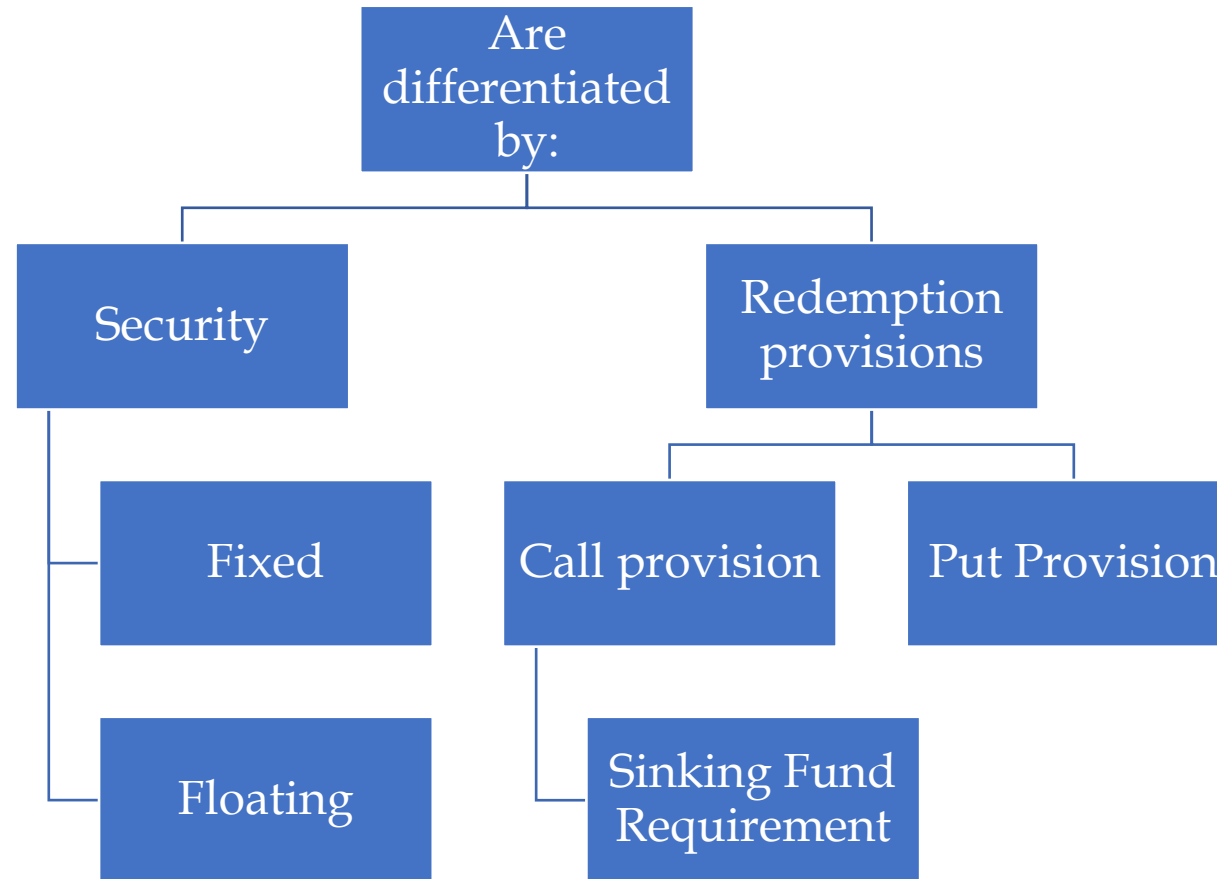 Are
differentiated
by:
Security
Redemption
provisions
Fixed
Call provision
Put Provision
Floating
Sinking Fund
Requirement